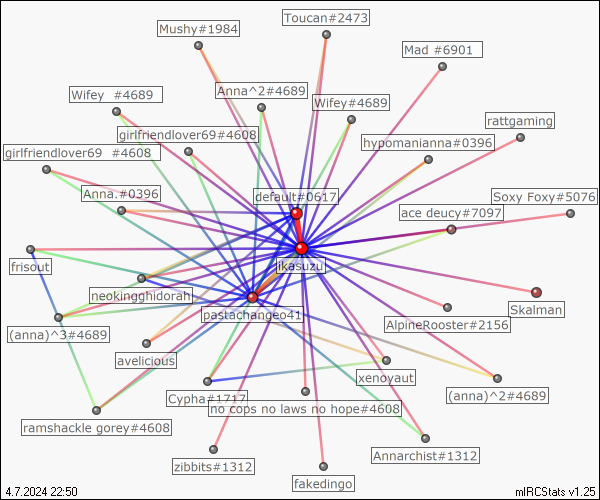 Toucan#2473
Mushy#1984
Mad #6901
Anna^2#4689
Wifey #4689
Wifey#4689
rattgaming
girlfriendlover69#4608
hypomanianna#0396
girlfriendlover69 #4608
Anna.#0396
default#0617
Soxy Foxy#5076
ace deucy#7097
frisout
ikasuzu
neokingghidorah
Skalman
pastechangeo41
AlpineRooster#2156
(anna)^3#4689
avelicious
xenoyaut
Cypha#1717
(anna)^2#4689
no cops no laws no hope#4608
ramshackle gorey#4608
Annarchist#1312
zibbits#1312
fakedingo
4.7.2024 22:50
mIRCStats v1.25